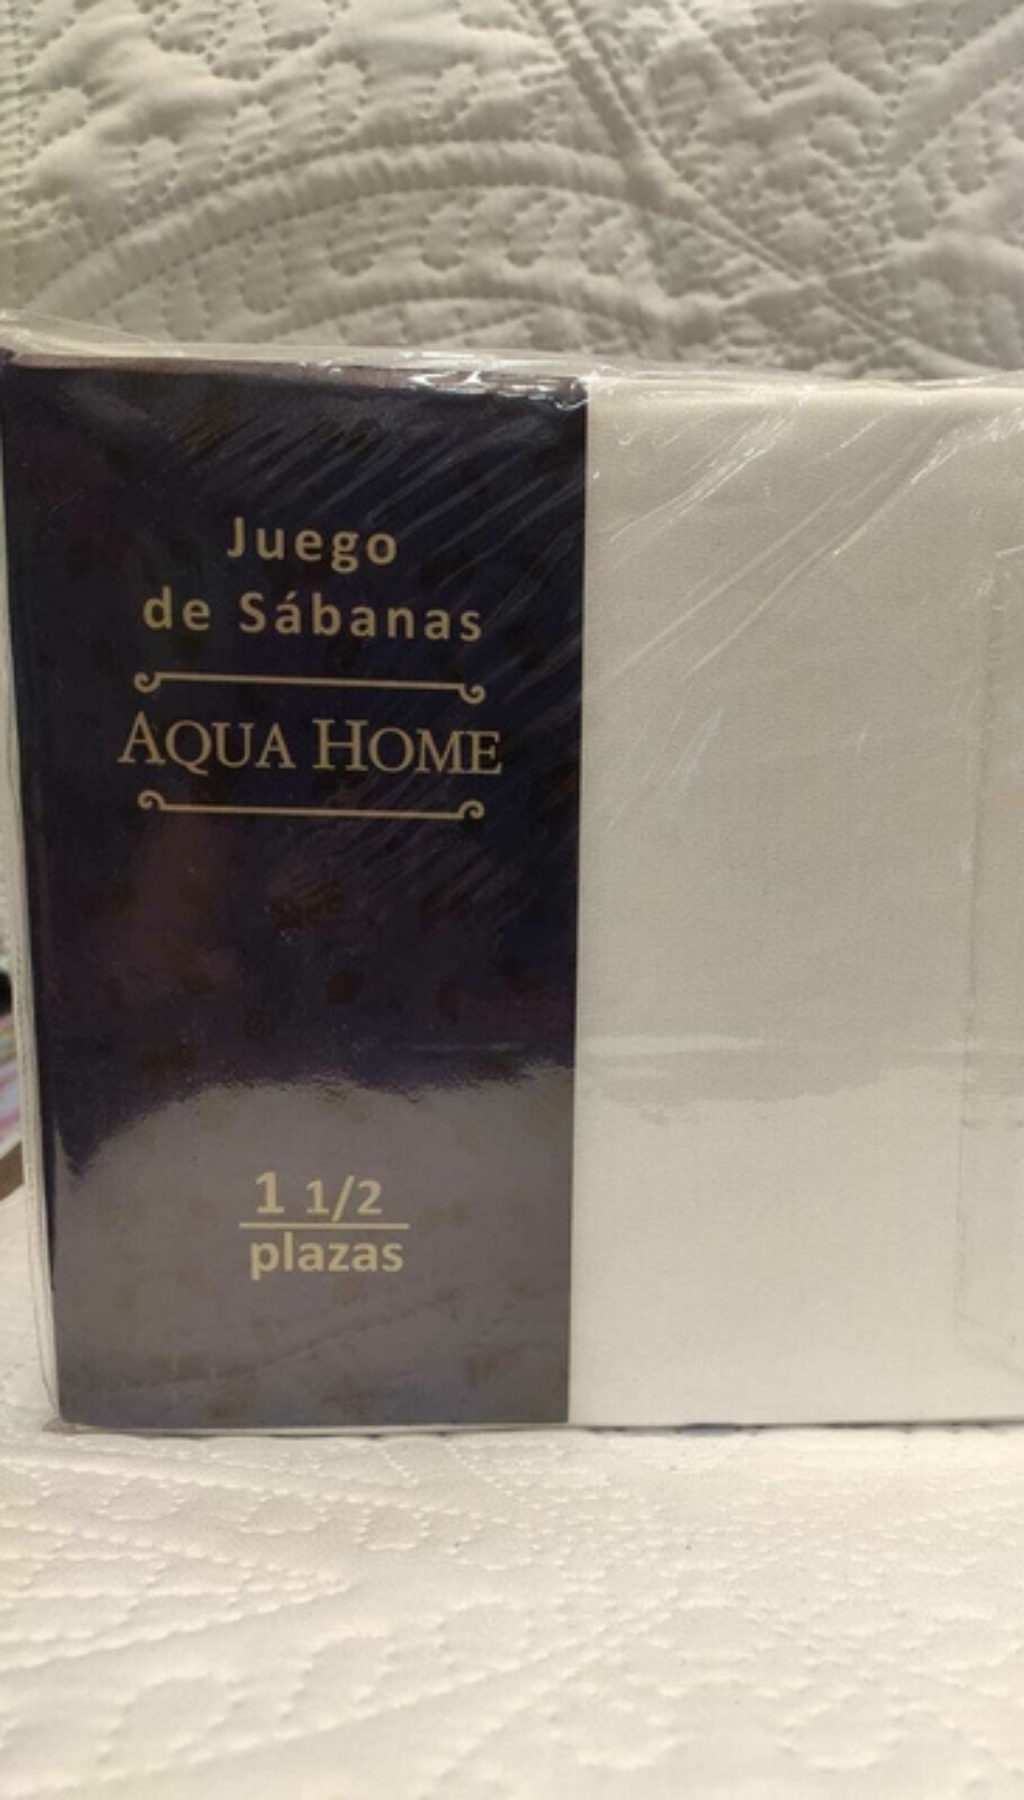 Juego
de Sábanas
AQUA HOME
1 1/2
plazas